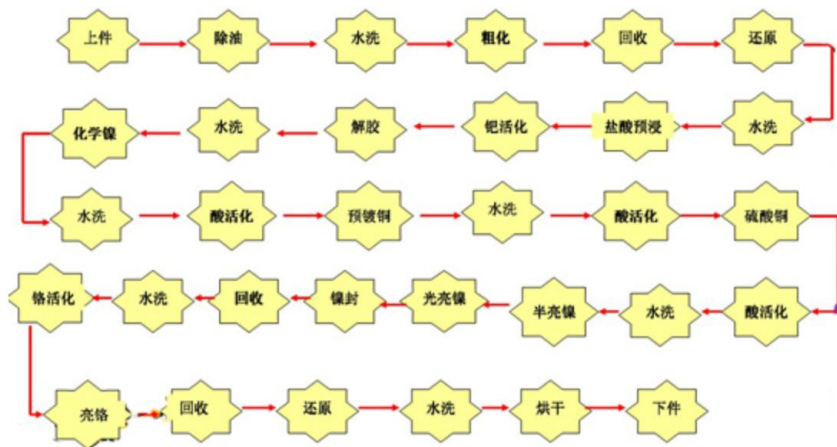 上件 除油 水洗 粗化 回收 还原
化学镍 水洗 解胶 钯活化 盐酸预浸 水洗
水洗 酸活化 预镀铜 水洗 酸活化 硫酸铜
铬活化 水洗 回收 镍封 光亮镍 半亮镍 水洗 酸活化
亮铬 回收 还原 水洗 烘干 下件